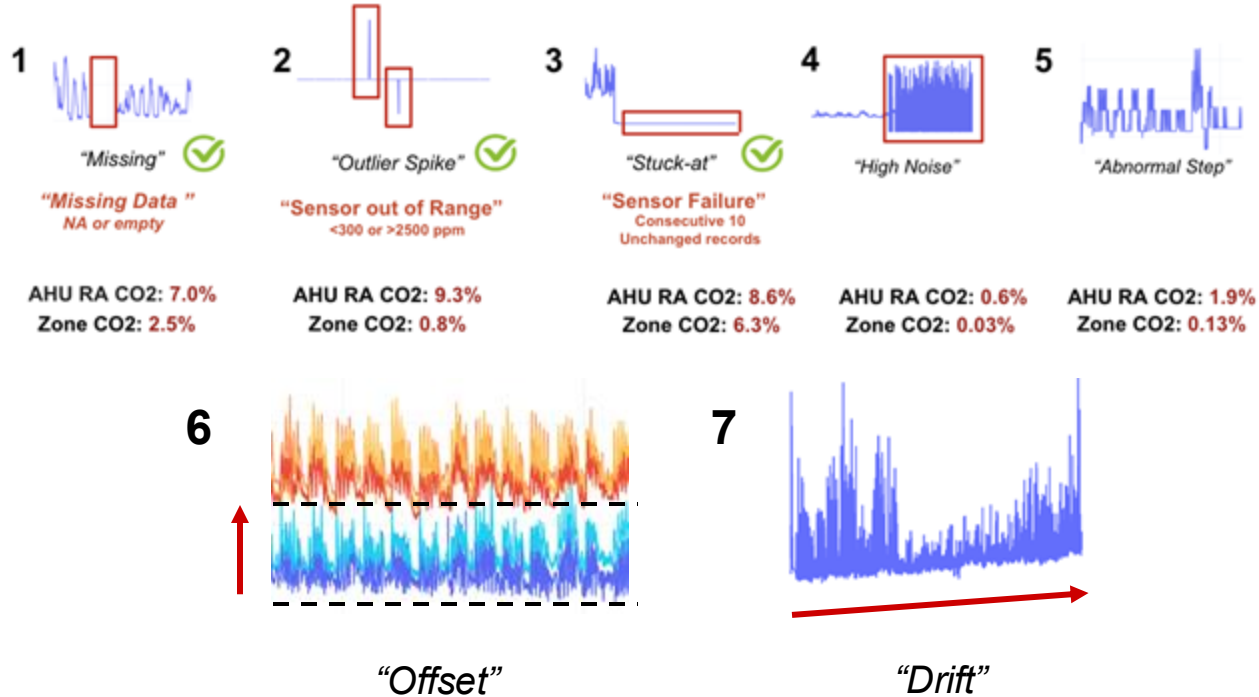 1
2
3
4
5
“Missing”
“Outlier Spike”
“Stuck-at”
“High Noise”
“Abnormal Step”
“Missing Data ”
NA or empty
“Sensor out of Range”
<300 or >2500 ppm
“Sensor Failure”
Consecutive 10
Unchanged records
AHU RA CO2: 7.0%
Zone CO2: 2.5%
AHU RA CO2: 9.3%
Zone CO2: 0.8%
AHU RA CO2: 8.6%
Zone CO2: 6.3%
AHU RA CO2: 0.6%
Zone CO2: 0.03%
AHU RA CO2: 1.9%
Zone CO2: 0.13%
6
7
“Offset”
“Drift”